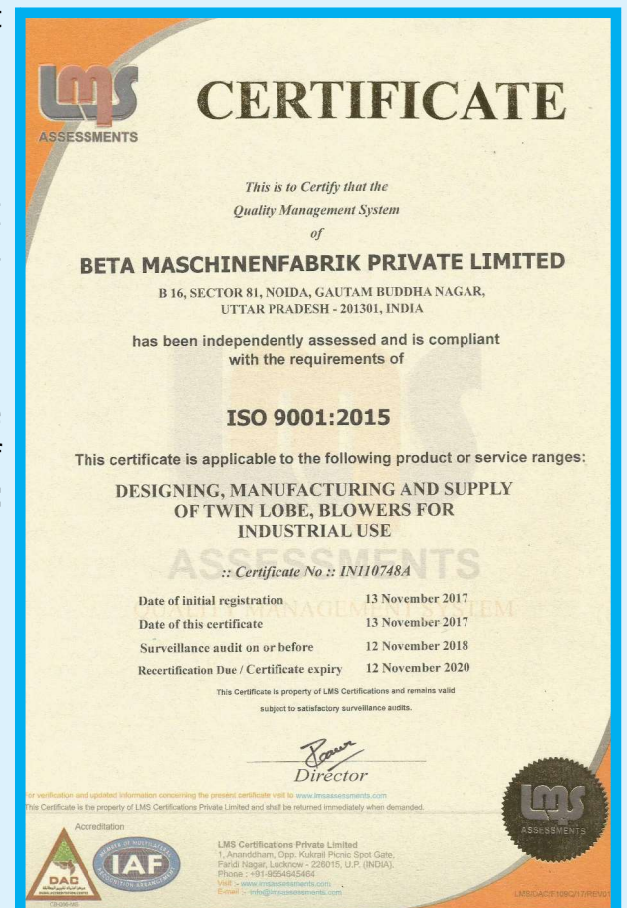 LMS
ASSESSMENTS
CERTIFICATE
This is to Certify that the
Quality Management System
of
BETA MASCHINENFABRIK PRIVATE LIMITED
B 16, SECTOR 81, NOIDA, GAUTAM BUDDHA NAGAR,
UTTAR PRADESH - 201301, INDIA
has been independently assessed and is compliant
with the requirements of
ISO 9001:2015
This certificate is applicable to the following product or service ranges:
DESIGNING, MANUFACTURING AND SUPPLY
OF TWIN LOBE, BLOWERS FOR
INDUSTRIAL USE
ASSESSMENTS
:: Certificate No :: IN110748A
QUALITY MANAGEMENT SYSTEM
Date of initial registration 13 November 2017
Date of this certificate 13 November 2017
Surveillance audit on or before 12 November 2018
Recertification Due / Certificate expiry 12 November 2020
This Certificate is property of LMS Certifications and remains valid
subject to satisfactory surveillance audits.
Director
For verification and updated information concerning the present certificate visit to www.lmsassessments.com
This Certificate is the property of LMS Certifications Private Limited and shall be returned immediately when demanded.
Accreditation
DAC
IAF
MEMBER OF MULTILATERAL
RECOGNITION ARRANGEMENT
LMS Certifications Private Limited
1, Ananddham, Opp. Kukrail Picnic Spot Gate,
Faridi Nagar, Lucknow - 226015, U.P. (INDIA).
Phone : +91-9554645464
Visit :- www.lmsassessments.com
E-mail :- info@lmsassessments.com
LMS
ASSESSMENTS